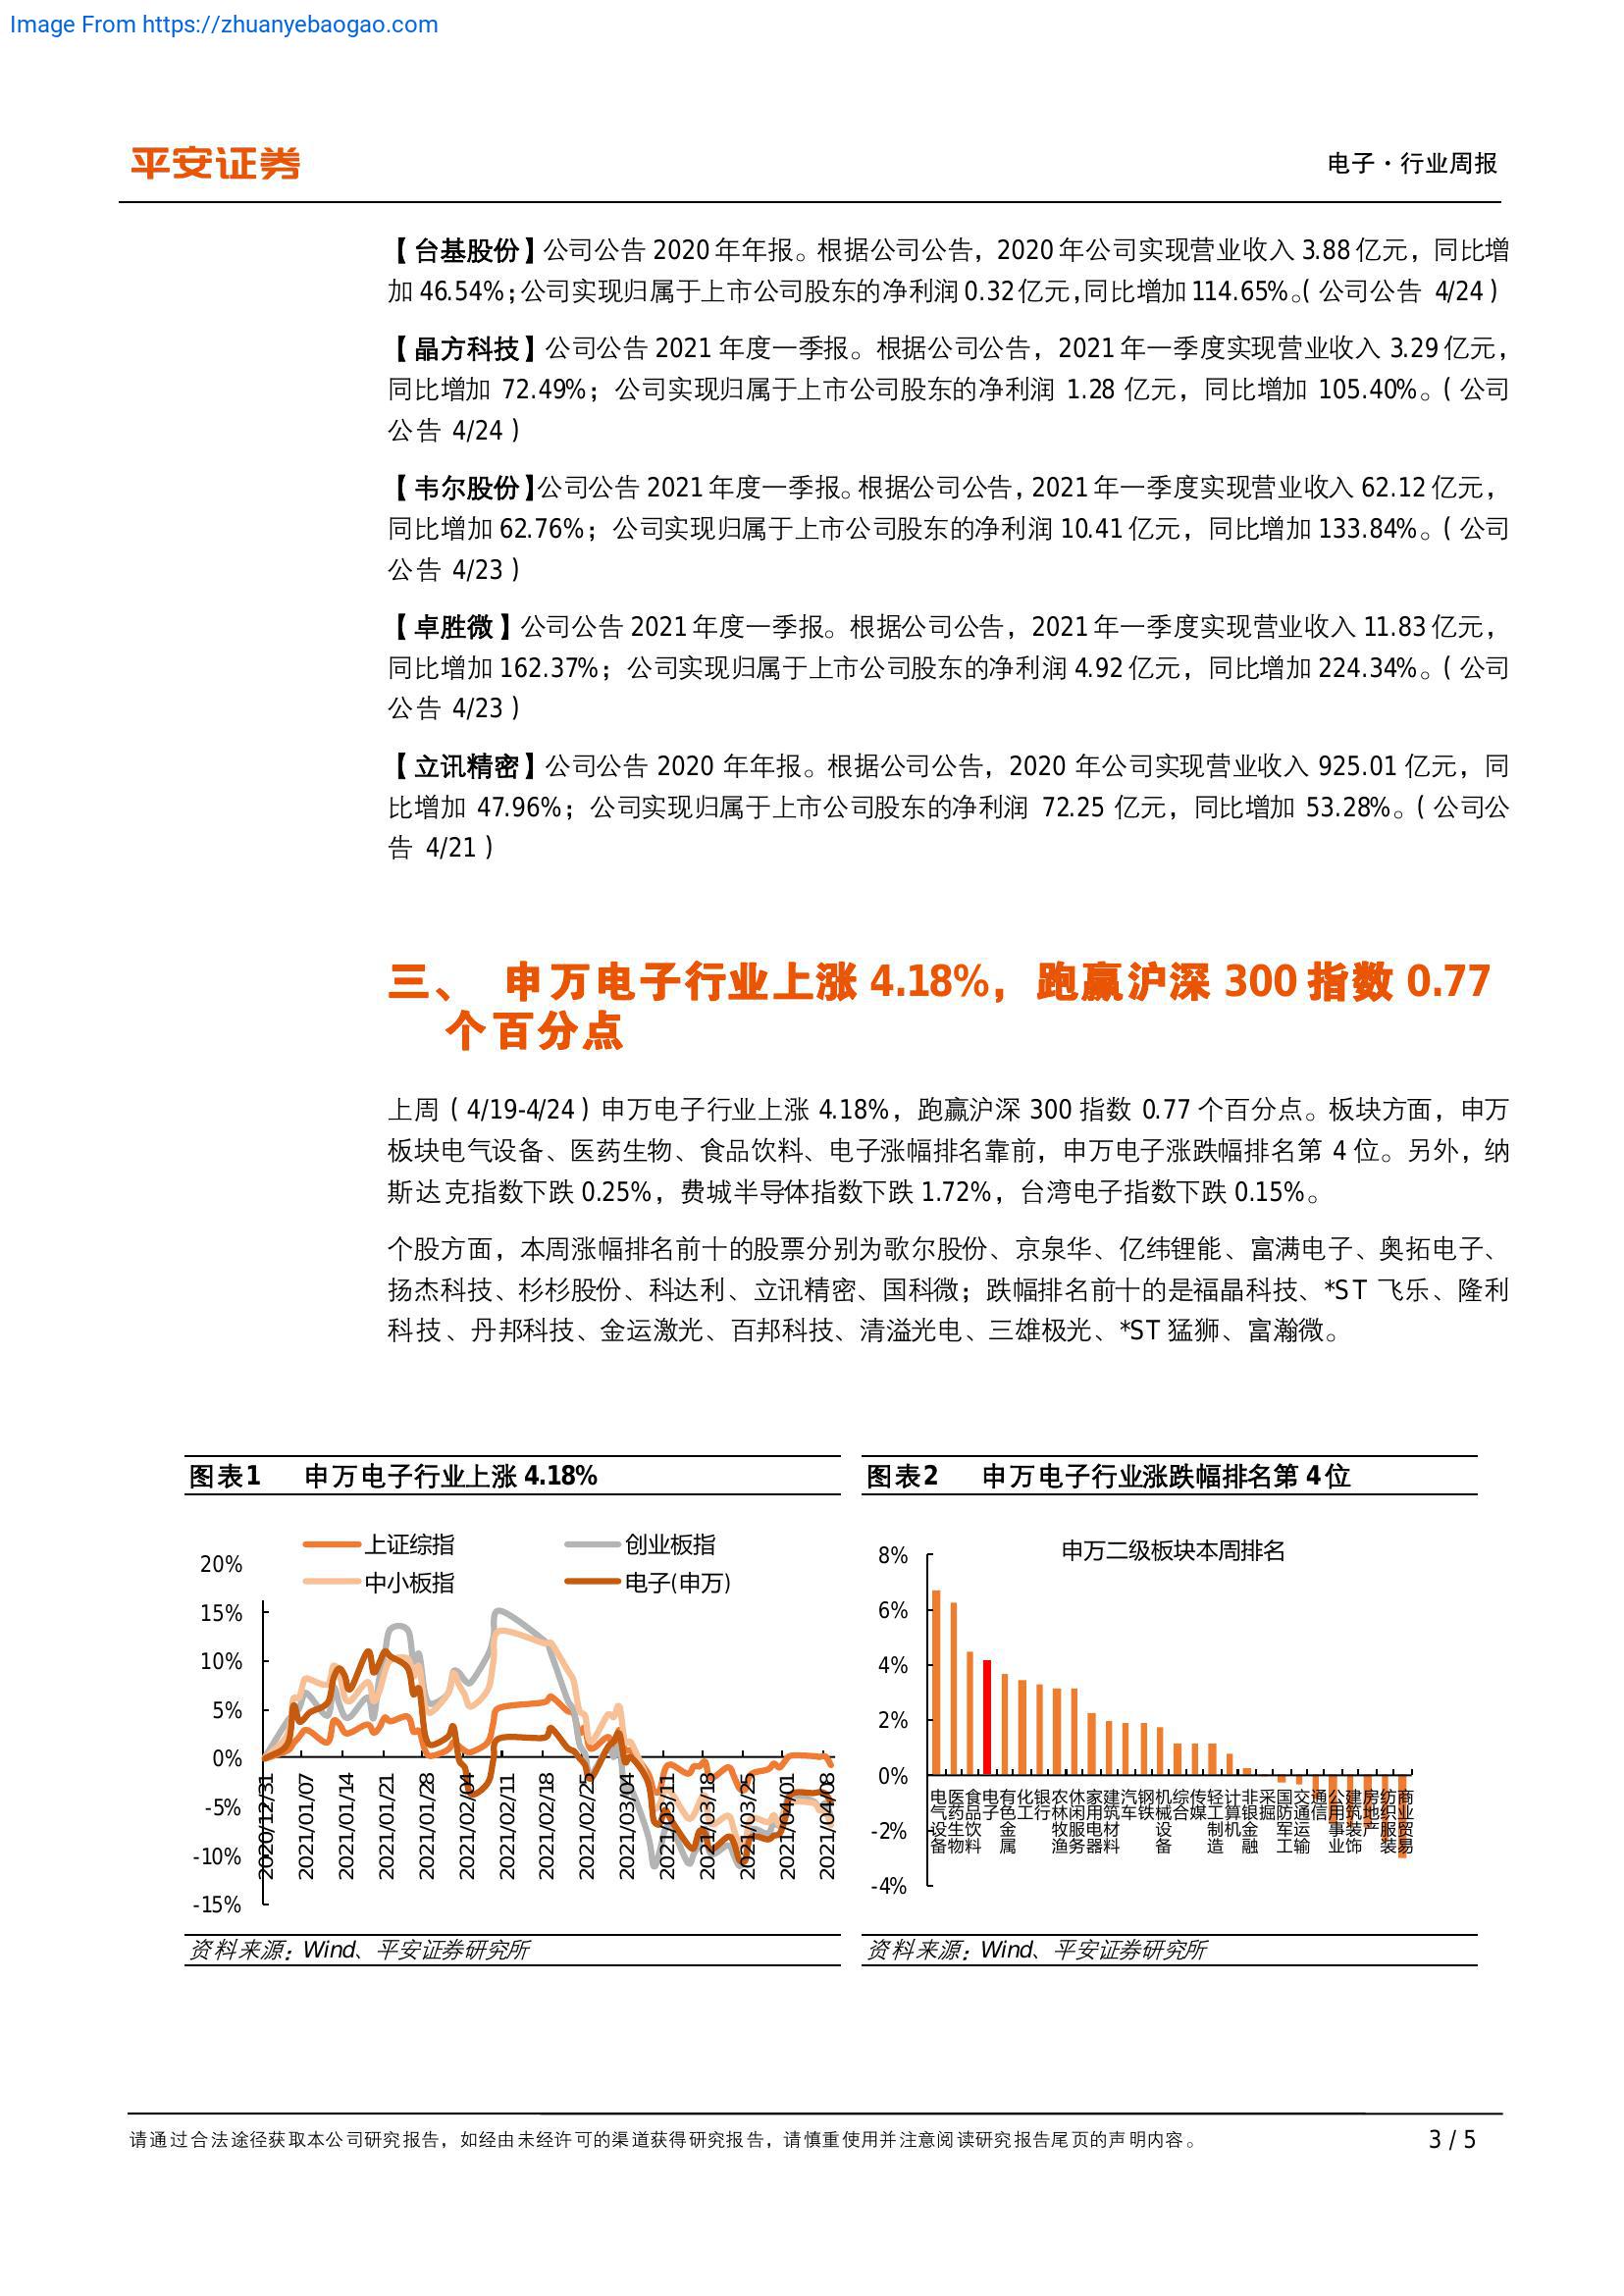 Image From https://zhuanyebaogao.com
平安证券
电子·行业周报
【台基股份】公司公告 2020 年年报。根据公司公告，2020 年公司实现营业收入 3.88 亿元，同比增
加 46.54%；公司实现归属于上市公司股东的净利润 0.32 亿元，同比增加 114.65%。（公司公告 4/24）
【晶方科技】公司公告 2021 年度一季报。根据公司公告，2021 年一季度实现营业收入 3.29 亿元，
同比增加 72.49%；公司实现归属于上市公司股东的净利润 1.28 亿元，同比增加 105.40%。（公司
公告 4/24）
【韦尔股份】公司公告 2021 年度一季报。根据公司公告，2021 年一季度实现营业收入 62.12 亿元，
同比增加 62.76%；公司实现归属于上市公司股东的净利润 10.41 亿元，同比增加 133.84%。（公司
公告 4/23）
【卓胜微】公司公告 2021 年度一季报。根据公司公告，2021 年一季度实现营业收入 11.83 亿元，
同比增加 162.37%；公司实现归属于上市公司股东的净利润 4.92 亿元，同比增加 224.34%。（公司
公告 4/23）
【立讯精密】公司公告 2020 年年报。根据公司公告，2020 年公司实现营业收入 925.01 亿元，同
比增加 47.96%；公司实现归属于上市公司股东的净利润 72.25 亿元，同比增加 53.28%。（公司公
告 4/21）
三、 申万电子行业上涨 4.18%，跑赢沪深 300 指数 0.77
个百分点
上周（4/19-4/24）申万电子行业上涨 4.18%，跑赢沪深 300 指数 0.77 个百分点。板块方面，申万
板块电气设备、医药生物、食品饮料、电子涨幅排名靠前，申万电子涨跌幅排名第 4 位。另外，纳
斯达克指数下跌 0.25%，费城半导体指数下跌 1.72%，台湾电子指数下跌 0.15%。
个股方面，本周涨幅排名前十的股票分别为歌尔股份、京泉华、亿纬锂能、富满电子、奥拓电子、
扬杰科技、杉杉股份、科达利、立讯精密、国科微；跌幅排名前十的是福晶科技、*ST 飞乐、隆利
科技、丹邦科技、金运激光、百邦科技、清溢光电、三雄极光、*ST 猛狮、富瀚微。
图表1 申万电子行业上涨 4.18%
上证综指
创业板指
中小板指
电子(申万)
20%
15%
10%
5%
0%
-5%
-10%
-15%
2020/12/31
2021/01/07
2021/01/14
2021/01/21
2021/01/28
2021/02/04
2021/02/11
2021/02/18
2021/02/25
2021/03/04
2021/03/11
2021/03/18
2021/03/25
2021/04/01
2021/04/08
资料来源：Wind、平安证券研究所
图表2 申万电子行业涨跌幅排名第 4 位
申万二级板块本周排名
8%
6%
4%
2%
0%
-2%
-4%
电气设备
医药生物
食品饮料
电子
有色金属
化工
银行
农林牧渔
休闲服务
家用电器
建筑材料
汽车
钢铁
机械设备
综合
传媒
轻工制造
计算机
非银金融
采掘
国防军工
交通运输
通信
公用事业
建筑装饰
房地产
纺织服装
商业贸易
资料来源：Wind、平安证券研究所
请通过合法途径获取本公司研究报告，如经由未经许可的渠道获得研究报告，请慎重使用并注意阅读研究报告尾页的声明内容。
3 / 5